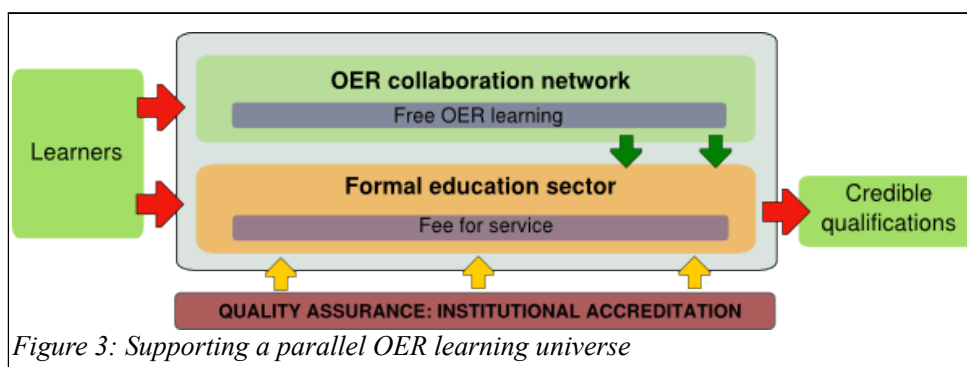 OER collaboration network
Free OER learning
Learners
Formal education sector
Fee for service
Credible
qualifications
QUALITY ASSURANCE: INSTITUTIONAL ACCREDITATION
Figure 3: Supporting a parallel OER learning universe